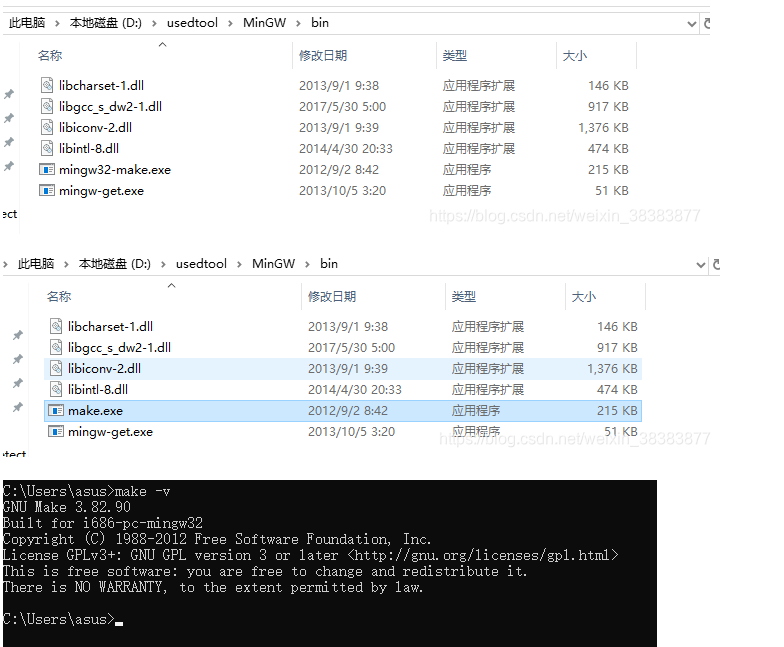 此电脑 › 本地磁盘 (D:) › usedtool › MinGW › bin
名称 修改日期 类型 大小
libcharset-1.dll 2013/9/1 9:38 应用程序扩展 146 KB
libgcc_s_dw2-1.dll 2017/5/30 5:00 应用程序扩展 917 KB
libiconv-2.dll 2013/9/1 9:39 应用程序扩展 1,376 KB
libintl-8.dll 2014/4/30 20:33 应用程序扩展 474 KB
mingw32-make.exe 2012/9/2 8:42 应用程序 215 KB
mingw-get.exe 2013/10/5 3:20 应用程序 51 KB
ect
https://blog.csdn.net/weixin_38383877
› 此电脑 › 本地磁盘 (D:) › usedtool › MinGW › bin
名称 修改日期 类型 大小
libcharset-1.dll 2013/9/1 9:38 应用程序扩展 146 KB
libgcc_s_dw2-1.dll 2017/5/30 5:00 应用程序扩展 917 KB
libiconv-2.dll 2013/9/1 9:39 应用程序扩展 1,376 KB
libintl-8.dll 2014/4/30 20:33 应用程序扩展 474 KB
make.exe 2012/9/2 8:42 应用程序 215 KB
mingw-get.exe 2013/10/5 3:20 应用程序 51 KB
https://blog.csdn.net/weixin_38383877
C:\Users\asus>make -v
GNU Make 3.82.90
Built for i686-pc-mingw32
Copyright (C) 1988-2012 Free Software Foundation, Inc.
License GPLv3+: GNU GPL version 3 or later <http://gnu.org/licenses/gpl.html>
This is free software: you are free to change and redistribute it.
There is NO WARRANTY, to the extent permitted by law.
C:\Users\asus>